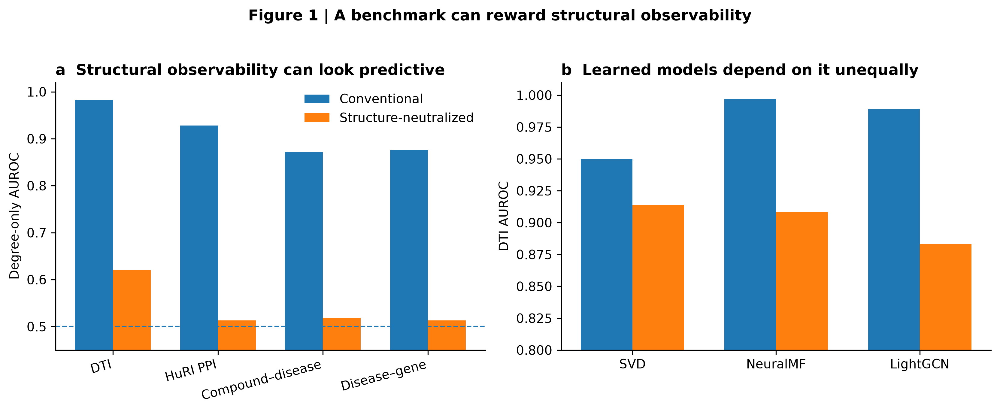 Figure 1 | A benchmark can reward structural observability
a Structural observability can look predictive
Degree-only AUROC
1.0
0.9
0.8
0.7
0.6
0.5
Conventional
Structure-neutralized
DTI
HuRI PPI
Compound–disease
Disease–gene
b Learned models depend on it unequally
DTI AUROC
1.000
0.975
0.950
0.925
0.900
0.875
0.850
0.825
0.800
SVD
NeuralMF
LightGCN